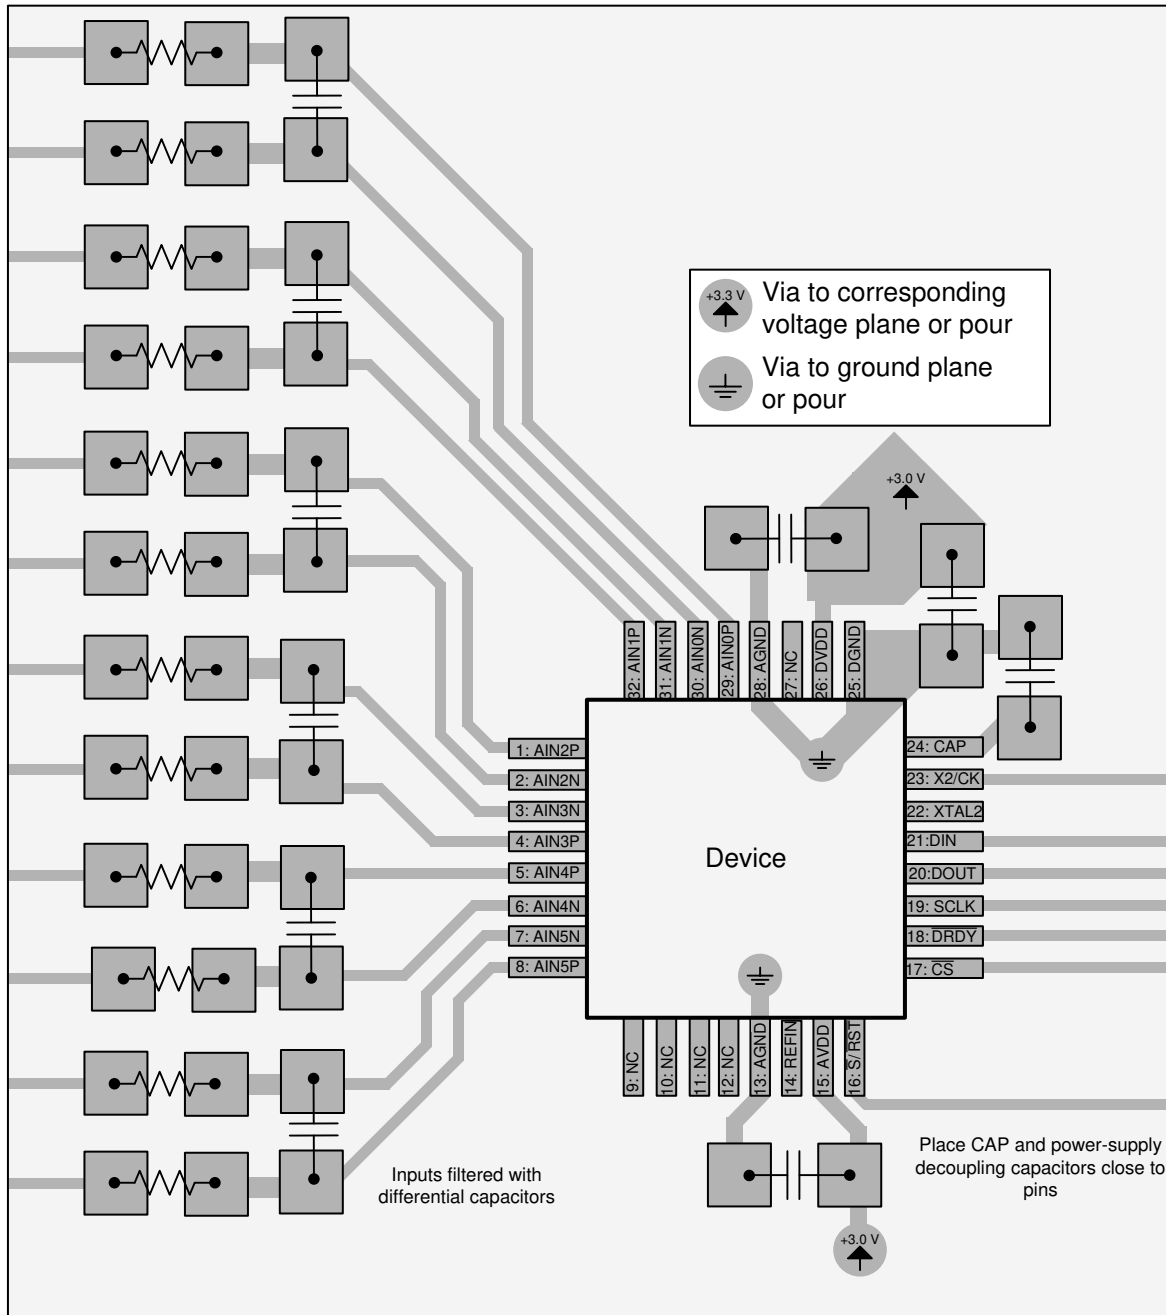 +3.3 V
Via to corresponding
voltage plane or pour
Via to ground plane
or pour
+3.0 V
32: AIN1P
31: AIN1N
30: AIN0N
29: AIN0P
28: AGND
27: NC
26: DVDD
25: DGND
1: AIN2P
2: AIN2N
3: AIN3N
4: AIN3P
5: AIN4P
6: AIN4N
7: AIN5N
8: AIN5P
Device
24: CAP
23: X2/CK
22: XTAL2
21:DIN
20:DOUT
19: SCLK
18: DRDY
17: CS
9: NC
10: NC
11: NC
12: NC
13: AGND
14: REFIN
15: AVDD
16: S/RST
Inputs filtered with
differential capacitors
Place CAP and power-supply
decoupling capacitors close to
pins
+3.0 V